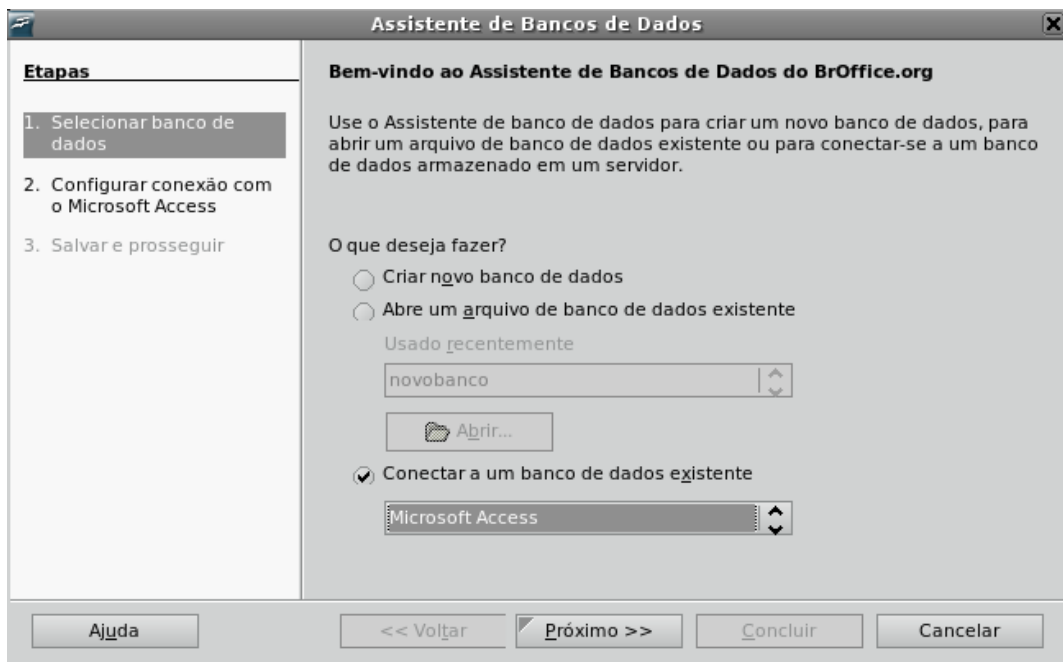 Assistente de Bancos de Dados
Etapas
1. Selecionar banco de
dados
2. Configurar conexão com
o Microsoft Access
3. Salvar e prosseguir
Bem-vindo ao Assistente de Bancos de Dados do BrOffice.org
Use o Assistente de banco de dados para criar um novo banco de dados, para
abrir um arquivo de banco de dados existente ou para conectar-se a um banco
de dados armazenado em um servidor.
O que deseja fazer?
Criar novo banco de dados
Abre um arquivo de banco de dados existente
Usado recentemente
novobanco
Abrir...
Conectar a um banco de dados existente
Microsoft Access
Ajuda
<< Voltar
Próximo >>
Concluir
Cancelar